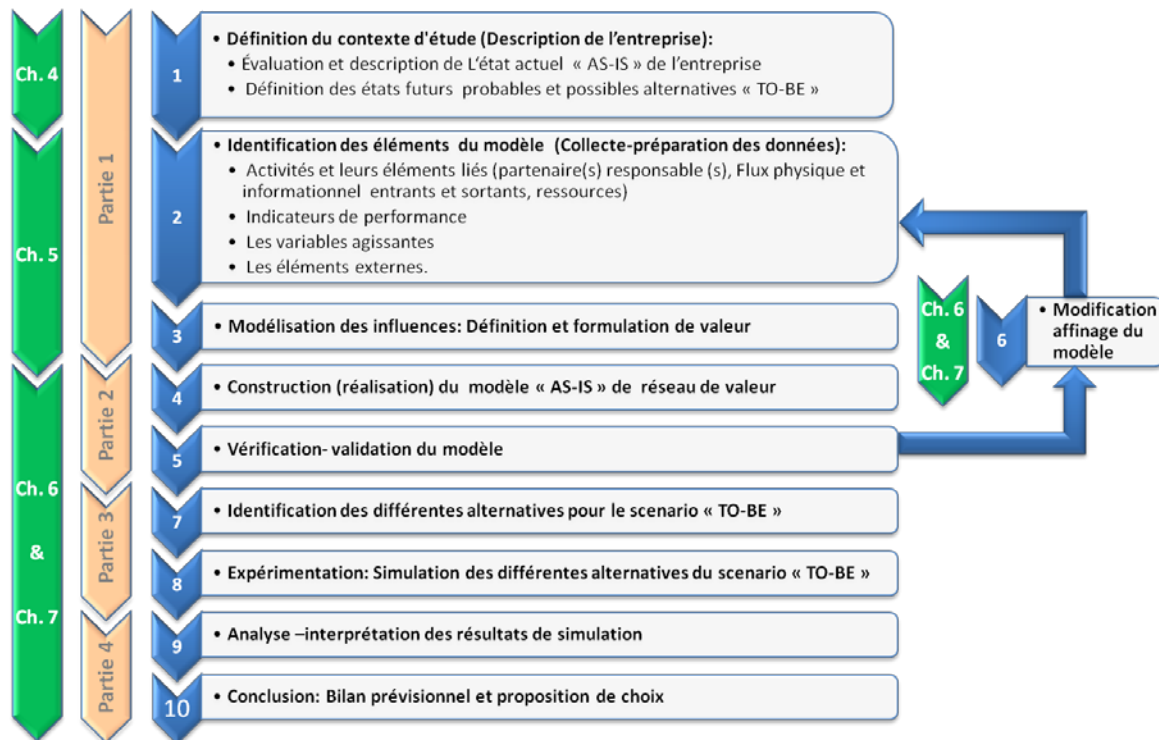 Ch. 4
Ch. 5
Ch. 6
&
Ch. 7
Partie 1
Partie 2
Partie 3
Partie 4
1
• Définition du contexte d'étude (Description de l'entreprise):
• Évaluation et description de L'état actuel « AS-IS » de l'entreprise
• Définition des états futurs probables et possibles alternatives « TO-BE »
2
• Identification des éléments du modèle (Collecte-préparation des données):
• Activités et leurs éléments liés (partenaire(s) responsable (s), Flux physique et
informationnel entrants et sortants, ressources)
• Indicateurs de performance
• Les variables agissantes
• Les éléments externes.
3
• Modélisation des influences: Définition et formulation de valeur
4
• Construction (réalisation) du modèle « AS-IS » de réseau de valeur
5
• Vérification- validation du modèle
Ch. 6
&
Ch. 7
6
• Modification
affinage du
modèle
7
• Identification des différentes alternatives pour le scenario « TO-BE »
8
• Expérimentation: Simulation des différentes alternatives du scenario « TO-BE »
9
• Analyse –interprétation des résultats de simulation
10
• Conclusion: Bilan prévisionnel et proposition de choix